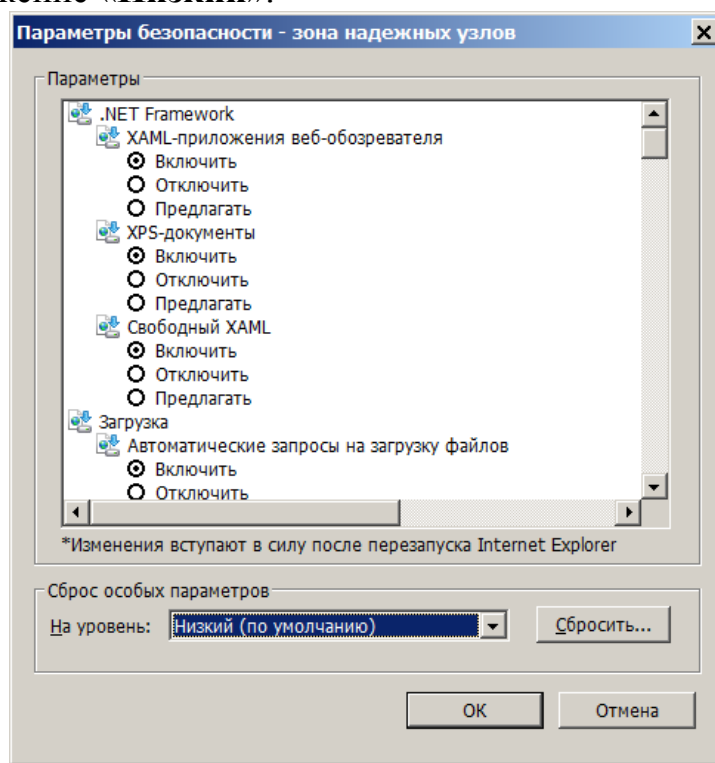 Параметры безопасности - зона надежных узлов
Параметры
.NET Framework
XAML-приложения веб-обозревателя
Включить
Отключить
Предлагать
XPS-документы
Включить
Отключить
Предлагать
Свободный XAML
Включить
Отключить
Предлагать
Загрузка
Автоматические запросы на загрузку файлов
Включить
Отключить
*Изменения вступают в силу после перезапуска Internet Explorer
Сброс особых параметров
На уровень: Низкий (по умолчанию) Сбросить...
OK Отмена